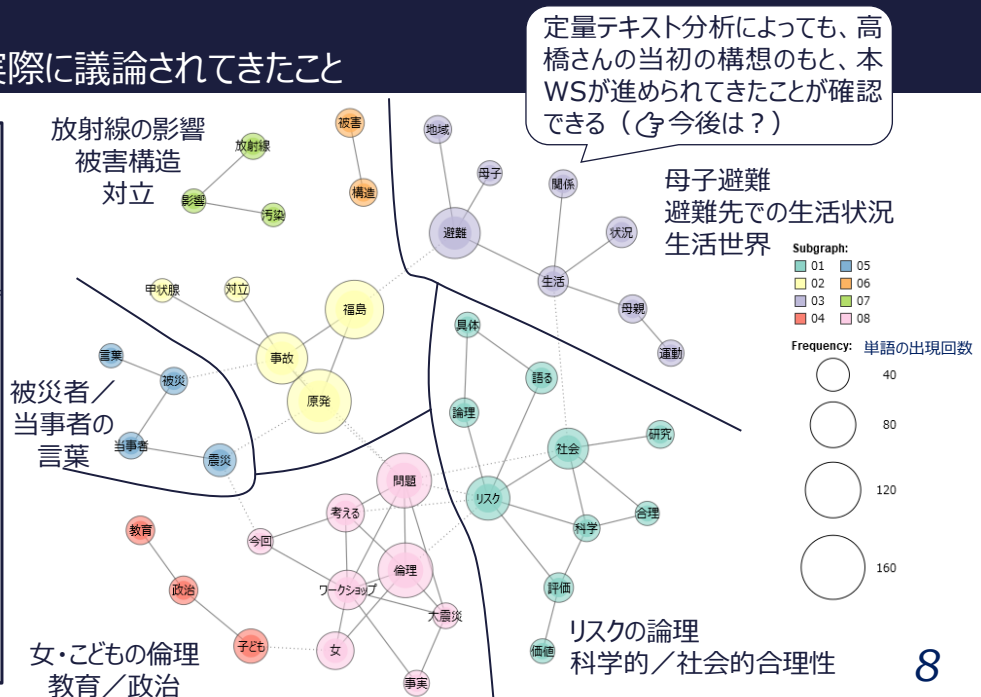 実際に議論されてきたこと
定量テキスト分析によっても、高
橋さんの当初の構想のもと、本
WSが進められてきたことが確認
できる（👉今後は？）
放射線の影響
被害構造
対立
放射線
影響
汚染
被害
構造
地域
母子
避難
関係
状況
生活
母親
運動
母子避難
避難先での生活状況
生活世界
Subgraph:
01 05
02 06
03 07
04 08
Frequency: 単語の出現回数
40
80
120
160
甲状腺
対立
福島
事故
原発
言葉
被災
当事者
震災
被災者／
当事者の
言葉
具体
語る
論理
社会
研究
リスク
科学
合理
評価
価値
問題
考える
今回
倫理
ワークショップ
大震災
女
事実
教育
政治
子ども
女・こどもの倫理
教育／政治
リスクの論理
科学的／社会的合理性
8